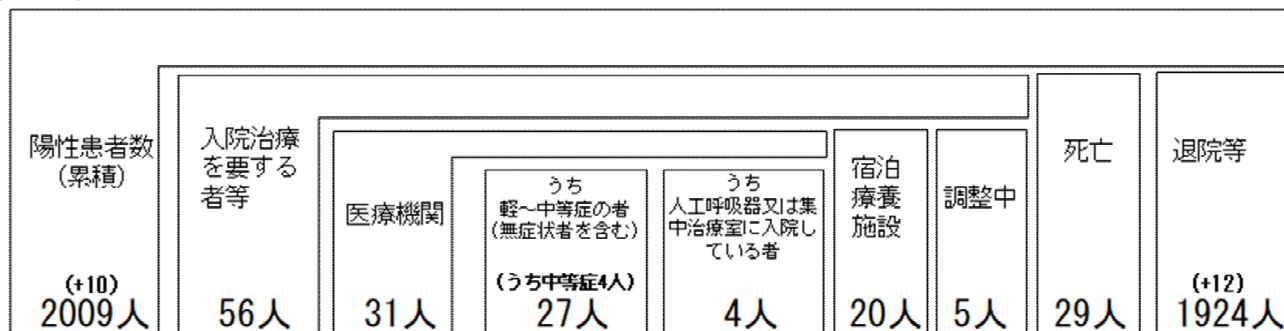 陽性患者数
(累積)
(+10)
2009人
入院治療
を要する
者等
56人
医療機関
31人
うち
軽～中等症の者
(無症状者を含む)
(うち中等症4人)
27人
うち
人工呼吸器又は集
中治療室に入院し
ている者
4人
宿泊
療養
施設
20人
調整中
5人
死亡
29人
退院等
(+12)
1924人